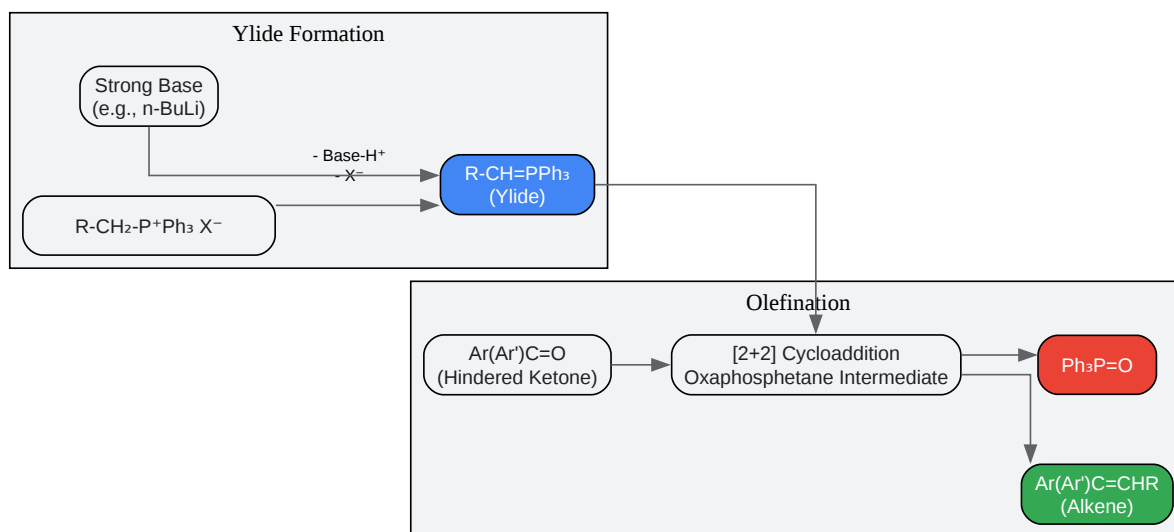 Ylide Formation
Strong Base
(e.g., n-BuLi)
- Base-H⁺
- X⁻
R-CH=PPh₃
(Ylide)
R-CH₂-P⁺Ph₃ X⁻
Olefination
Ar(Ar')C=O
(Hindered Ketone)
[2+2] Cycloaddition
Oxaphosphetane Intermediate
Ph₃P=O
Ar(Ar')C=CHR
(Alkene)